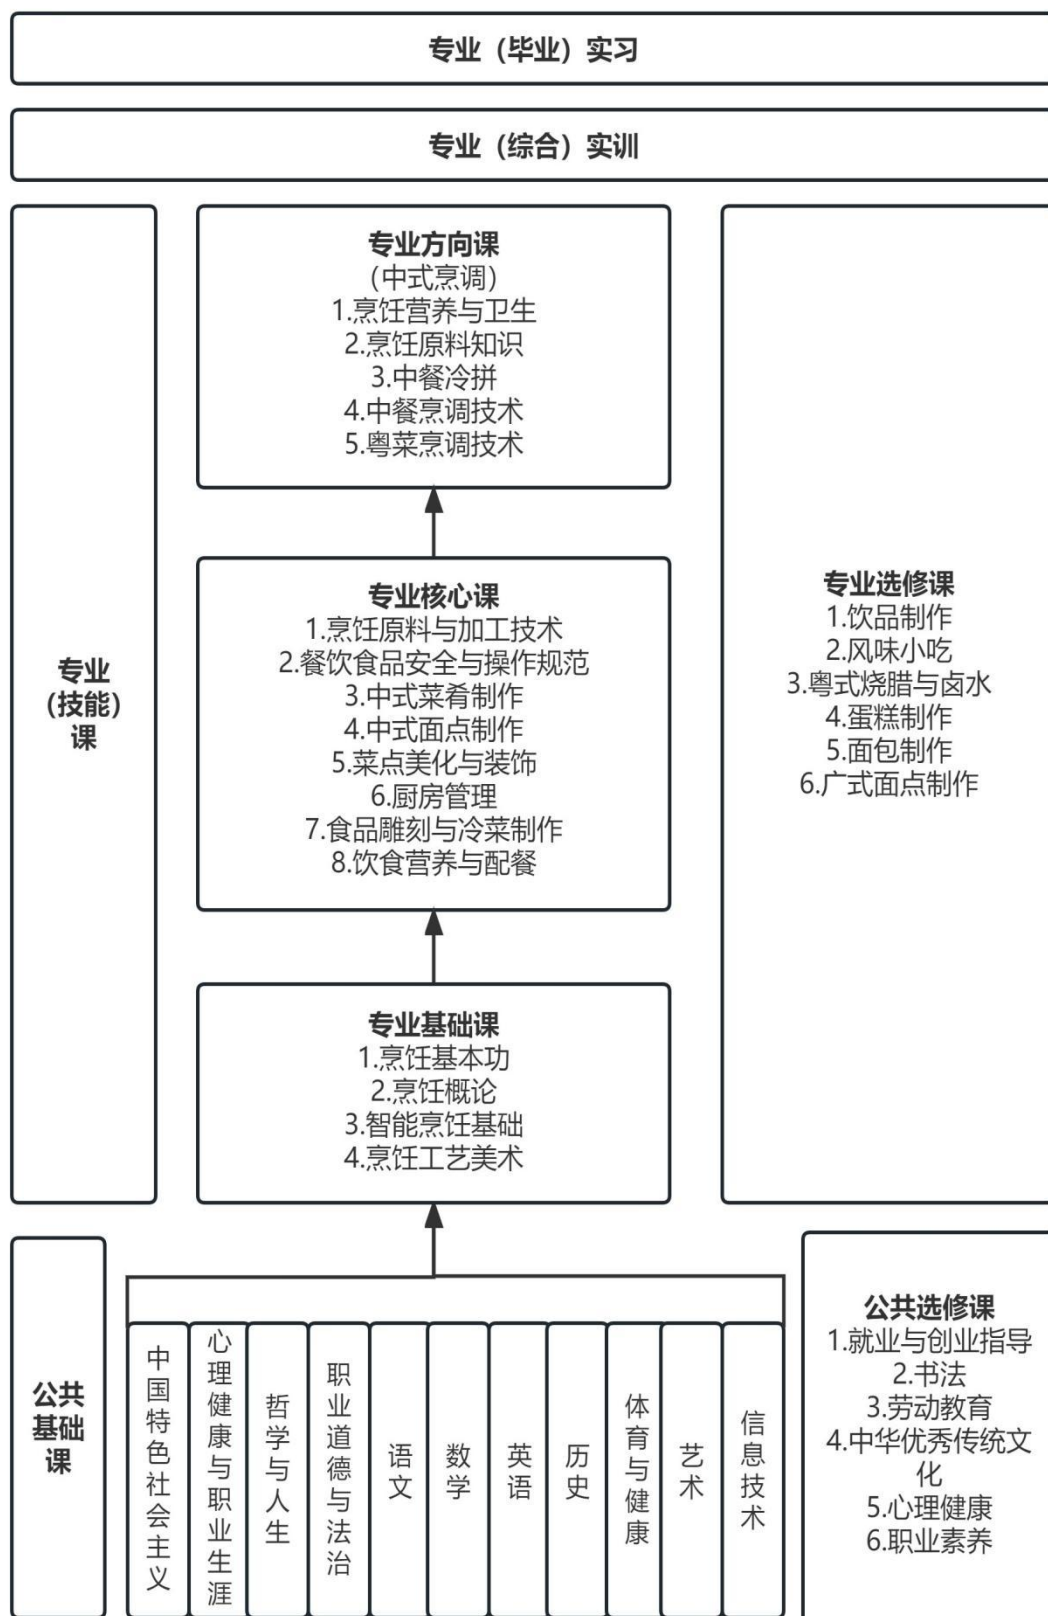 专业（毕业）实习
专业（综合）实训
专业
（技能）
课
专业方向课
（中式烹调）
1.烹饪营养与卫生
2.烹饪原料知识
3.中餐冷拼
4.中餐烹调技术
5.粤菜烹调技术
专业核心课
1.烹饪原料与加工技术
2.餐饮食品安全与操作规范
3.中式菜肴制作
4.中式面点制作
5.菜点美化与装饰
6.厨房管理
7.食品雕刻与冷菜制作
8.饮食营养与配餐
专业基础课
1.烹饪基本功
2.烹饪概论
3.智能烹饪基础
4.烹饪工艺美术
专业选修课
1.饮品制作
2.风味小吃
3.粤式烧腊与卤水
4.蛋糕制作
5.面包制作
6.广式面点制作
公共
基础
课
中国特色社会主义
心理健康与职业生涯
哲学与人生
职业道德与法治
语文
数学
英语
历史
体育与健康
艺术
信息技术
公共选修课
1.就业与创业指导
2.书法
3.劳动教育
4.中华优秀传统文
化
5.心理健康
6.职业素养